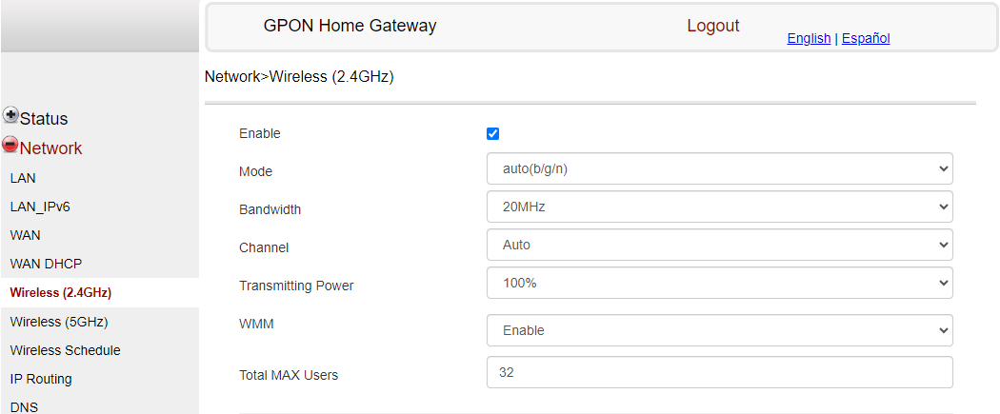 GPON Home Gateway
Logout
English | Español
Network>Wireless (2.4GHz)
Status
Network
LAN
LAN_IPv6
WAN
WAN DHCP
Wireless (2.4GHz)
Wireless (5GHz)
Wireless Schedule
IP Routing
DNS
Enable
Mode auto(b/g/n)
Bandwidth 20MHz
Channel Auto
Transmitting Power 100%
WMM Enable
Total MAX Users 32